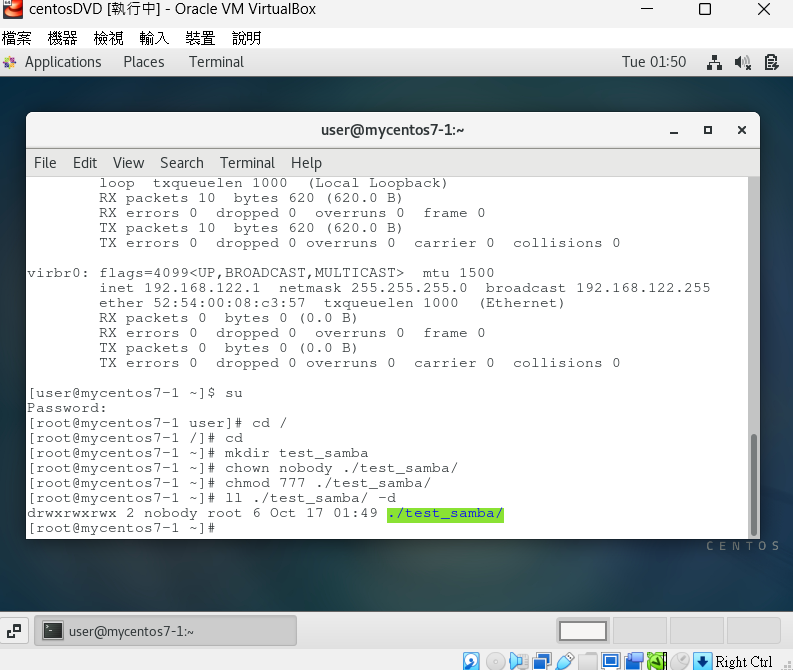 centosDVD [執行中] - Oracle VM VirtualBox
檔案 機器 檢視 輸入 裝置 說明
Applications Places Terminal Tue 01:50
user@mycentos7-1:~
File Edit View Search Terminal Help
loop txqueuelen 1000 (Local Loopback)
RX packets 10 bytes 620 (620.0 B)
RX errors 0 dropped 0 overruns 0 frame 0
TX packets 10 bytes 620 (620.0 B)
TX errors 0 dropped 0 overruns 0 carrier 0 collisions 0
virbr0: flags=4099<UP,BROADCAST,MULTICAST> mtu 1500
inet 192.168.122.1 netmask 255.255.255.0 broadcast 192.168.122.255
ether 52:54:00:08:c3:57 txqueuelen 1000 (Ethernet)
RX packets 0 bytes 0 (0.0 B)
RX errors 0 dropped 0 overruns 0 frame 0
TX packets 0 bytes 0 (0.0 B)
TX errors 0 dropped 0 overruns 0 carrier 0 collisions 0
[user@mycentos7-1 ~]$ su
Password:
[root@mycentos7-1 user]# cd /
[root@mycentos7-1 /]# cd
[root@mycentos7-1 ~]# mkdir test_samba
[root@mycentos7-1 ~]# chown nobody ./test_samba/
[root@mycentos7-1 ~]# chmod 777 ./test_samba/
[root@mycentos7-1 ~]# ll ./test_samba/ -d
drwxrwxrwx 2 nobody root 6 Oct 17 01:49 ./test_samba/
[root@mycentos7-1 ~]#
CENTOS
user@mycentos7-1:~
Right Ctrl